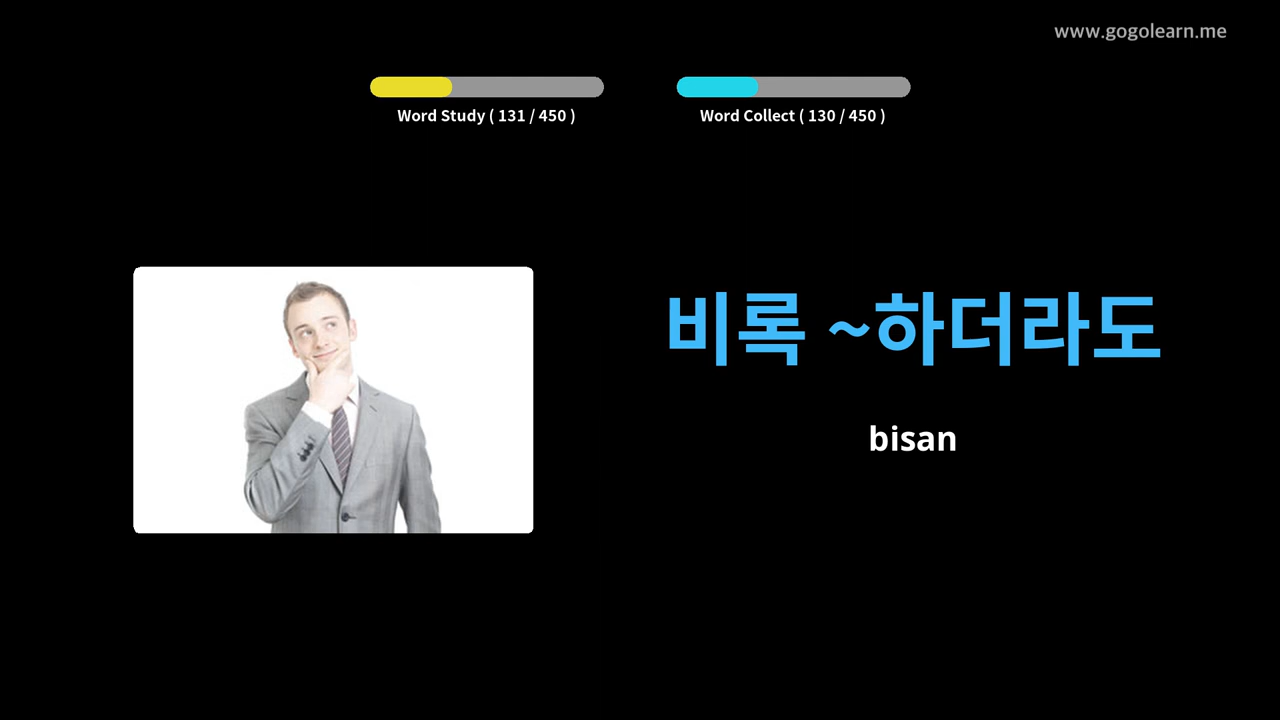 www.gogolearn.me
Word Study ( 131 / 450 )
Word Collect ( 130 / 450 )
비록 ~하더라도
bisan